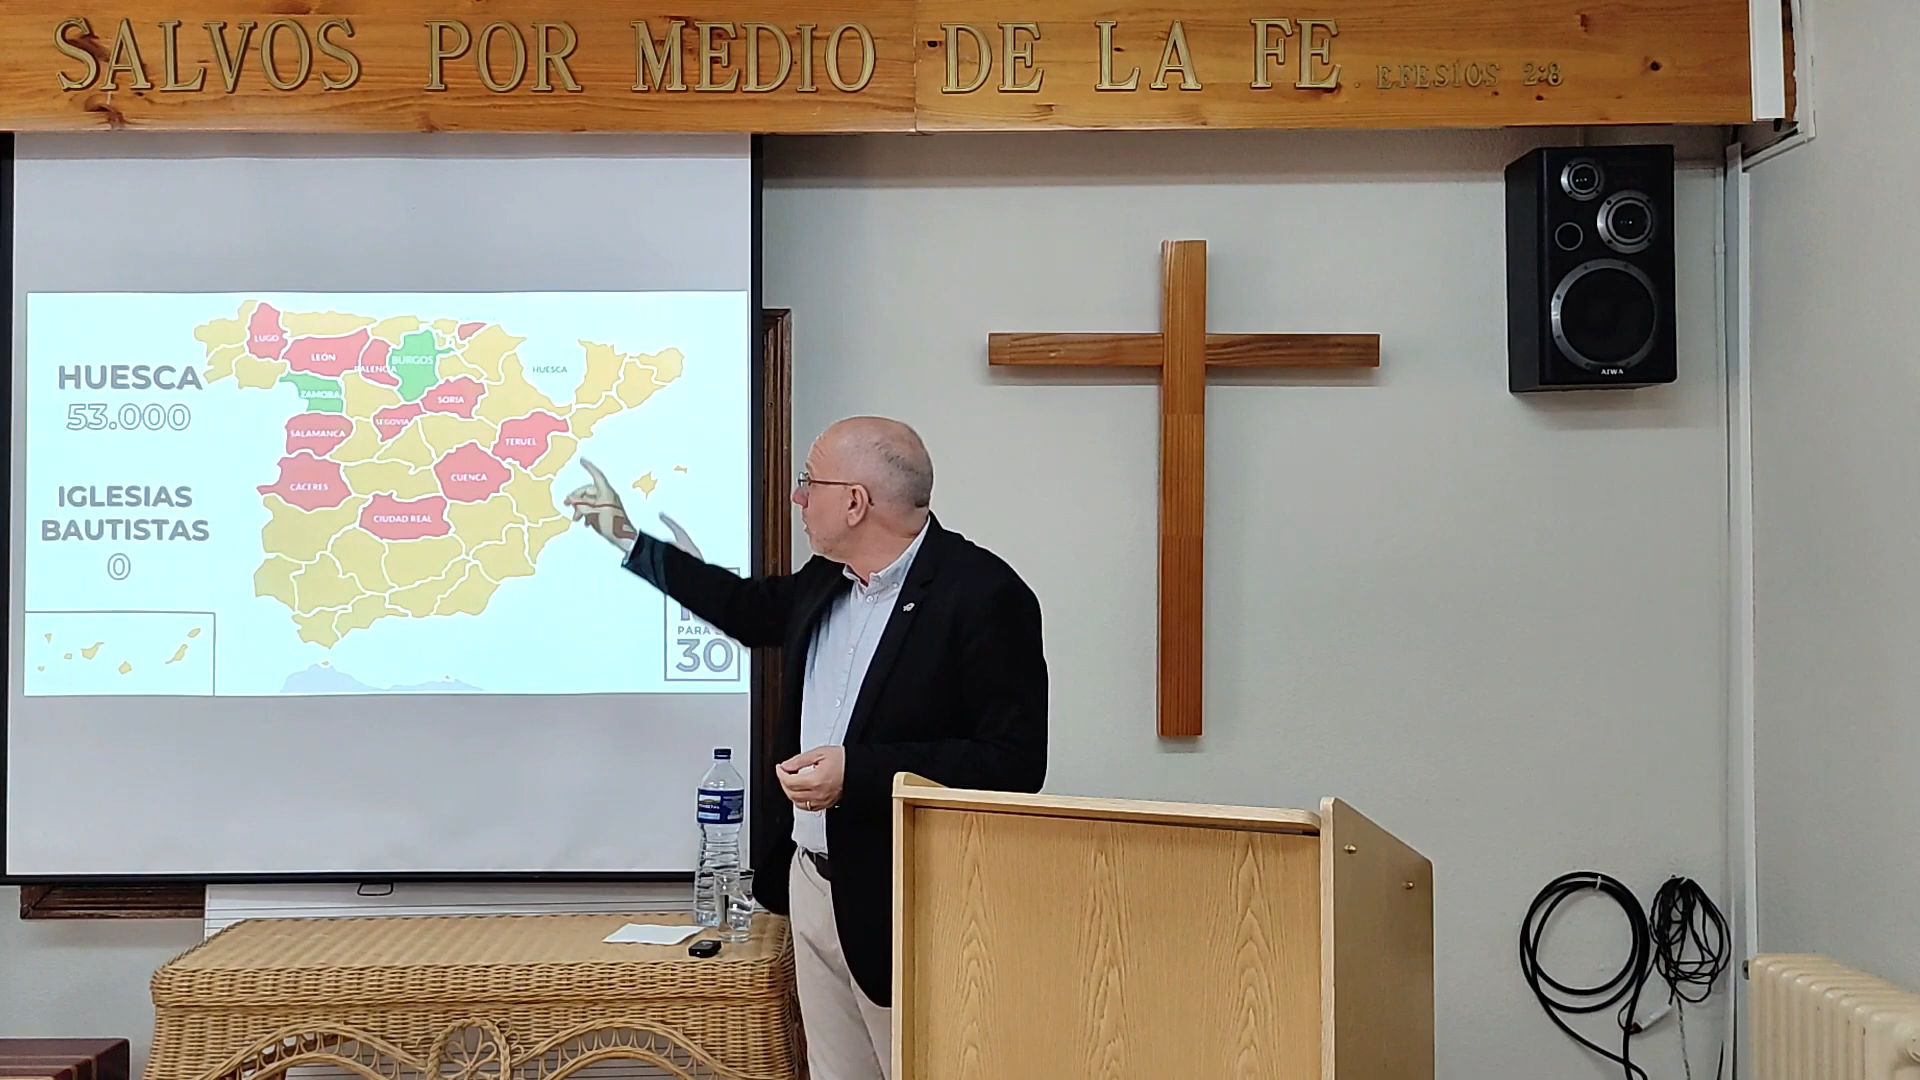 SALVOS POR MEDIO DE LA FE. EFESIOS 2:8
HUESCA
53.000
IGLESIAS
BAUTISTAS
0
LUGO
LEÓN
PALENCIA
BURGOS
HUESCA
ZAMORA
SORIA
SEGOVIA
SALAMANCA
TERUEL
CÁCERES
CUENCA
CIUDAD REAL
PARA
30
AIWA